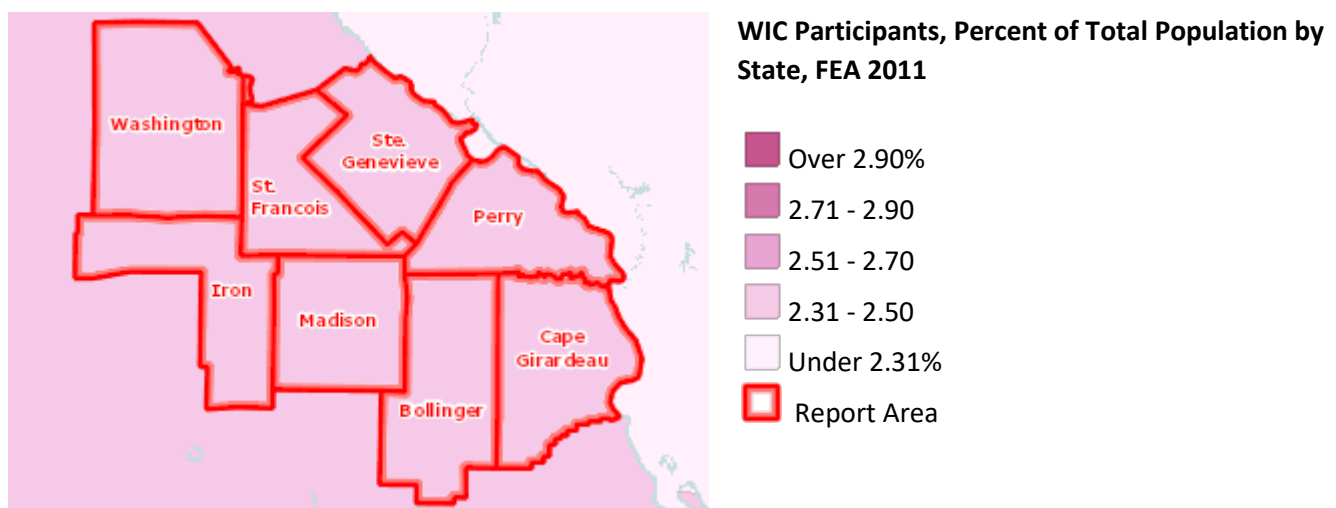 WIC Participants, Percent of Total Population by
State, FEA 2011
Over 2.90%
2.71 - 2.90
2.51 - 2.70
2.31 - 2.50
Under 2.31%
Report Area
Washington
Ste.
Genevieve
St.
Francois
Perry
Iron
Madison
Cape
Girardeau
Bollinger